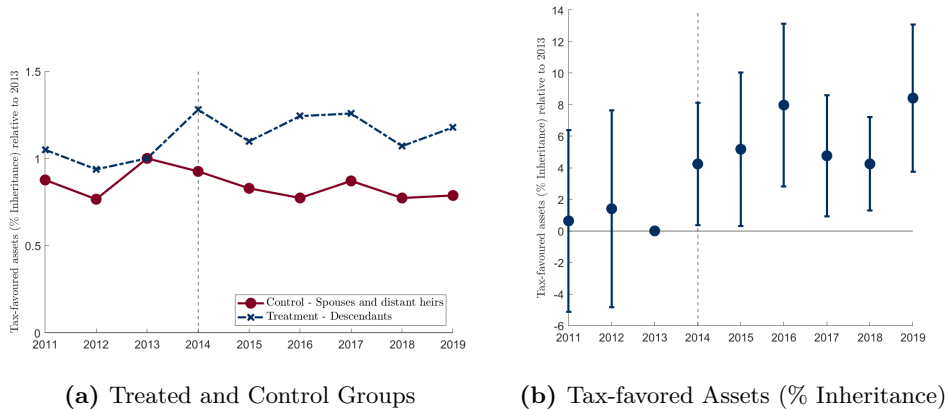 Tax-favoured assets (% Inheritance) relative to 2013
1.5
1
0.5
0
2011 2012 2013 2014 2015 2016 2017 2018 2019
Control - Spouses and distant heirs
Treatment - Descendants
(a) Treated and Control Groups
Tax-favoured assets (% Inheritance) relative to 2013
14
12
10
8
6
4
2
0
-2
-4
-6
2011 2012 2013 2014 2015 2016 2017 2018 2019
(b) Tax-favored Assets (% Inheritance)